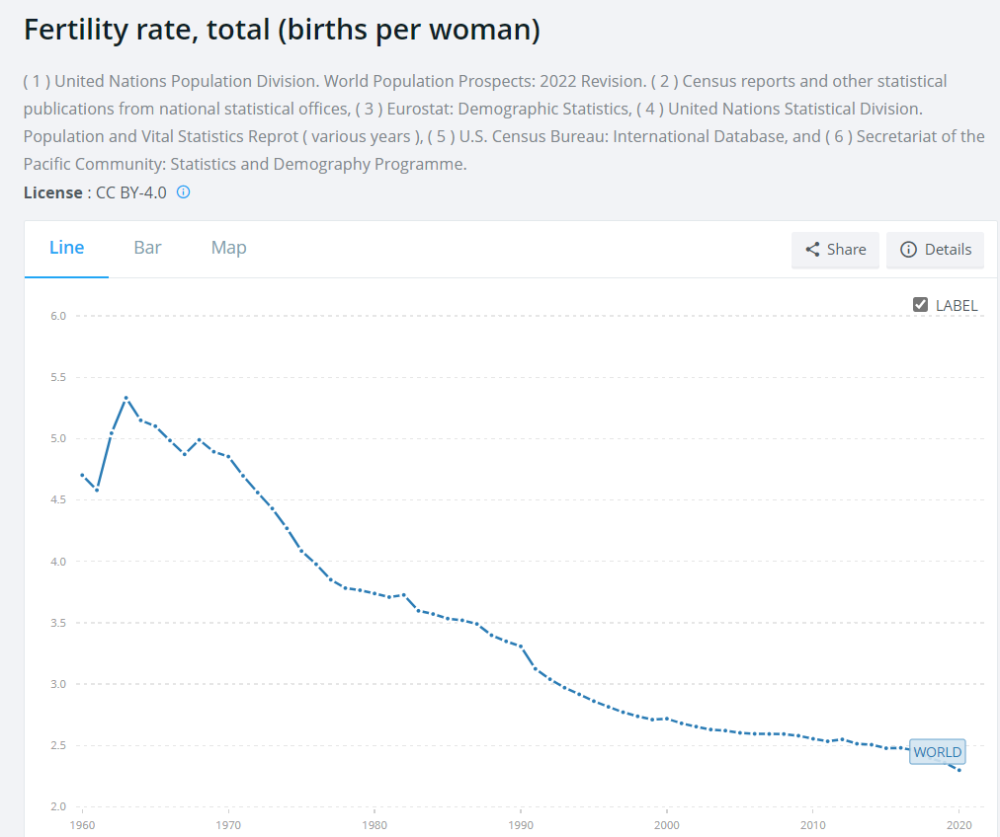 Fertility rate, total (births per woman)
( 1 ) United Nations Population Division. World Population Prospects: 2022 Revision. ( 2 ) Census reports and other statistical
publications from national statistical offices, ( 3 ) Eurostat: Demographic Statistics, ( 4 ) United Nations Statistical Division.
Population and Vital Statistics Reprot ( various years ), ( 5 ) U.S. Census Bureau: International Database, and ( 6 ) Secretariat of the
Pacific Community: Statistics and Demography Programme.
License : CC BY-4.0
Line Bar Map Share Details
LABEL
6.0
5.5
5.0
4.5
4.0
3.5
3.0
2.5
WORLD
2.0
1960 1970 1980 1990 2000 2010 2020